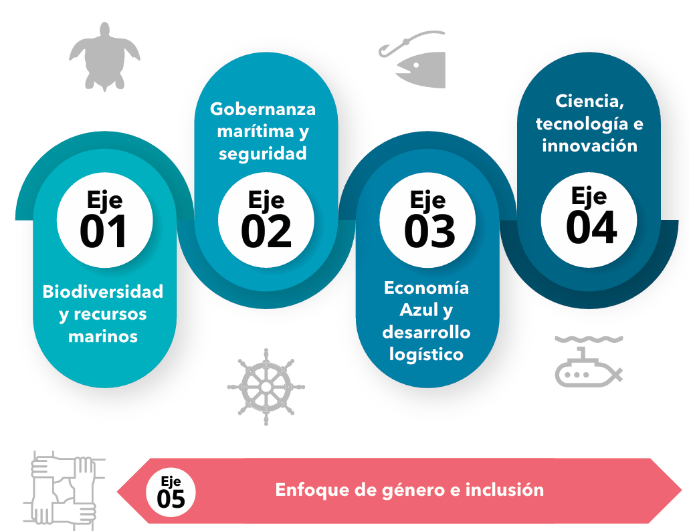 Eje
01
Biodiversidad
y recursos
marinos
Gobernanza
marítima y
seguridad
Eje
02
Eje
03
Economía
Azul y
desarrollo
logístico
Ciencia,
tecnología e
innovación
Eje
04
Eje
05
Enfoque de género e inclusión